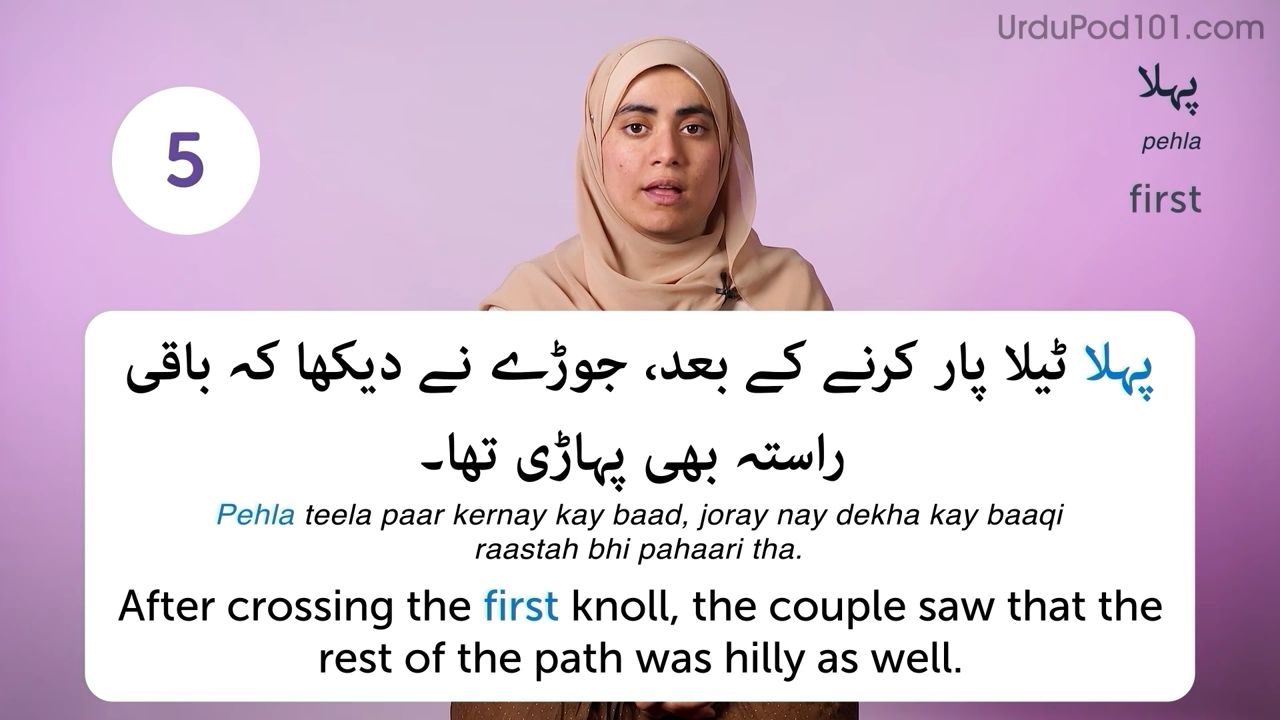 UrduPod101.com
پہلا
pehla
first
5
پہلا ٹیلا پار کرنے کے بعد، جوڑے نے دیکھا کہ باقی
راستہ بھی پہاڑی تھا۔
Pehla teela paar kernay kay baad, joray nay dekha kay baaqi
raastah bhi pahaari tha.
After crossing the first knoll, the couple saw that the
rest of the path was hilly as well.